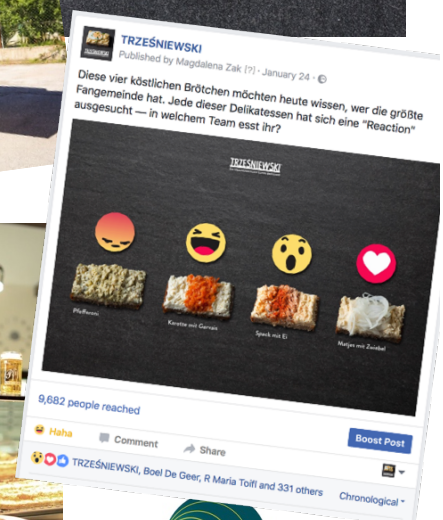 TRZEŚNIEWSKI
Published by Magdalena Zak [?] · January 24 ·
Diese vier köstlichen Brötchen möchten heute wissen, wer die größte
Fangemeinde hat. Jede dieser Delikatessen hat sich eine "Reaction"
ausgesucht — in welchem Team esst ihr?
TRZEŚNIEWSKI
Pfefferoni
Karotte mit Gervais
Speck mit Ei
Matjes mit Zwiebel
9,682 people reached
Boost Post
Haha
Comment
Share
TRZEŚNIEWSKI, Boel De Geer, R Maria Toifl and 331 others
Chronological